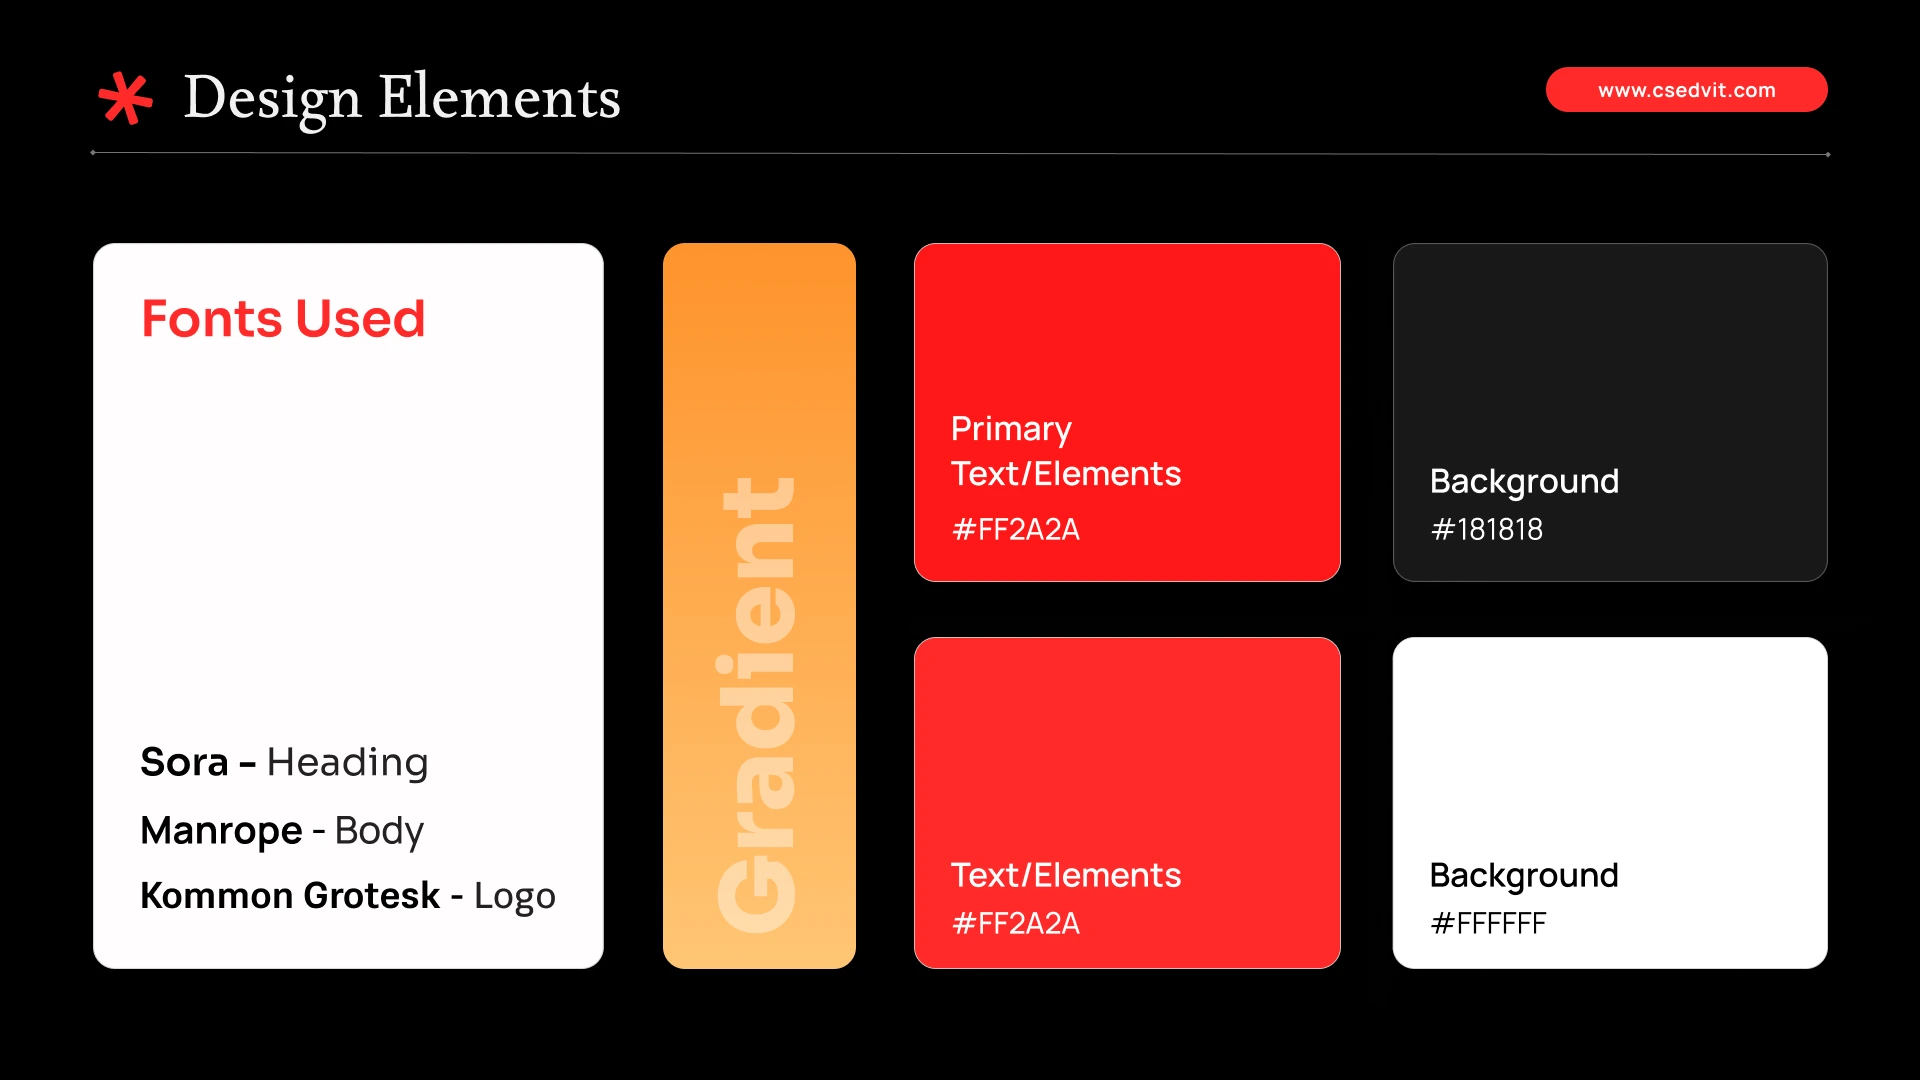 Design Elements
www.csedvit.com
Fonts Used
Sora – Heading
Manrope - Body
Kommon Grotesk - Logo
Gradient
Primary
Text/Elements
#FF2A2A
Background
#181818
Text/Elements
#FF2A2A
Background
#FFFFFF